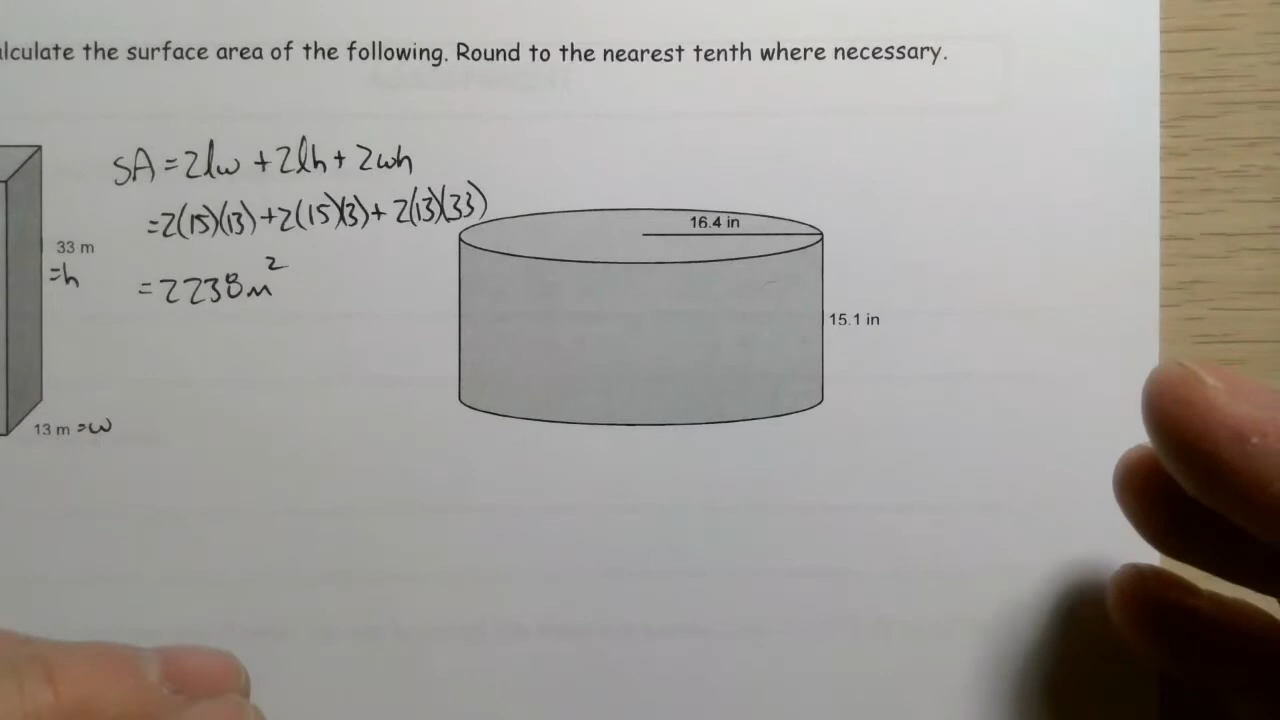 alculate the surface area of the following. Round to the nearest tenth where necessary.
SA = 2lw + 2lh + 2wh
= 2(15)(13) + 2(15)(3) + 2(13)(33)
= 2238 m²
33 m
= h
13 m = w
16.4 in
15.1 in